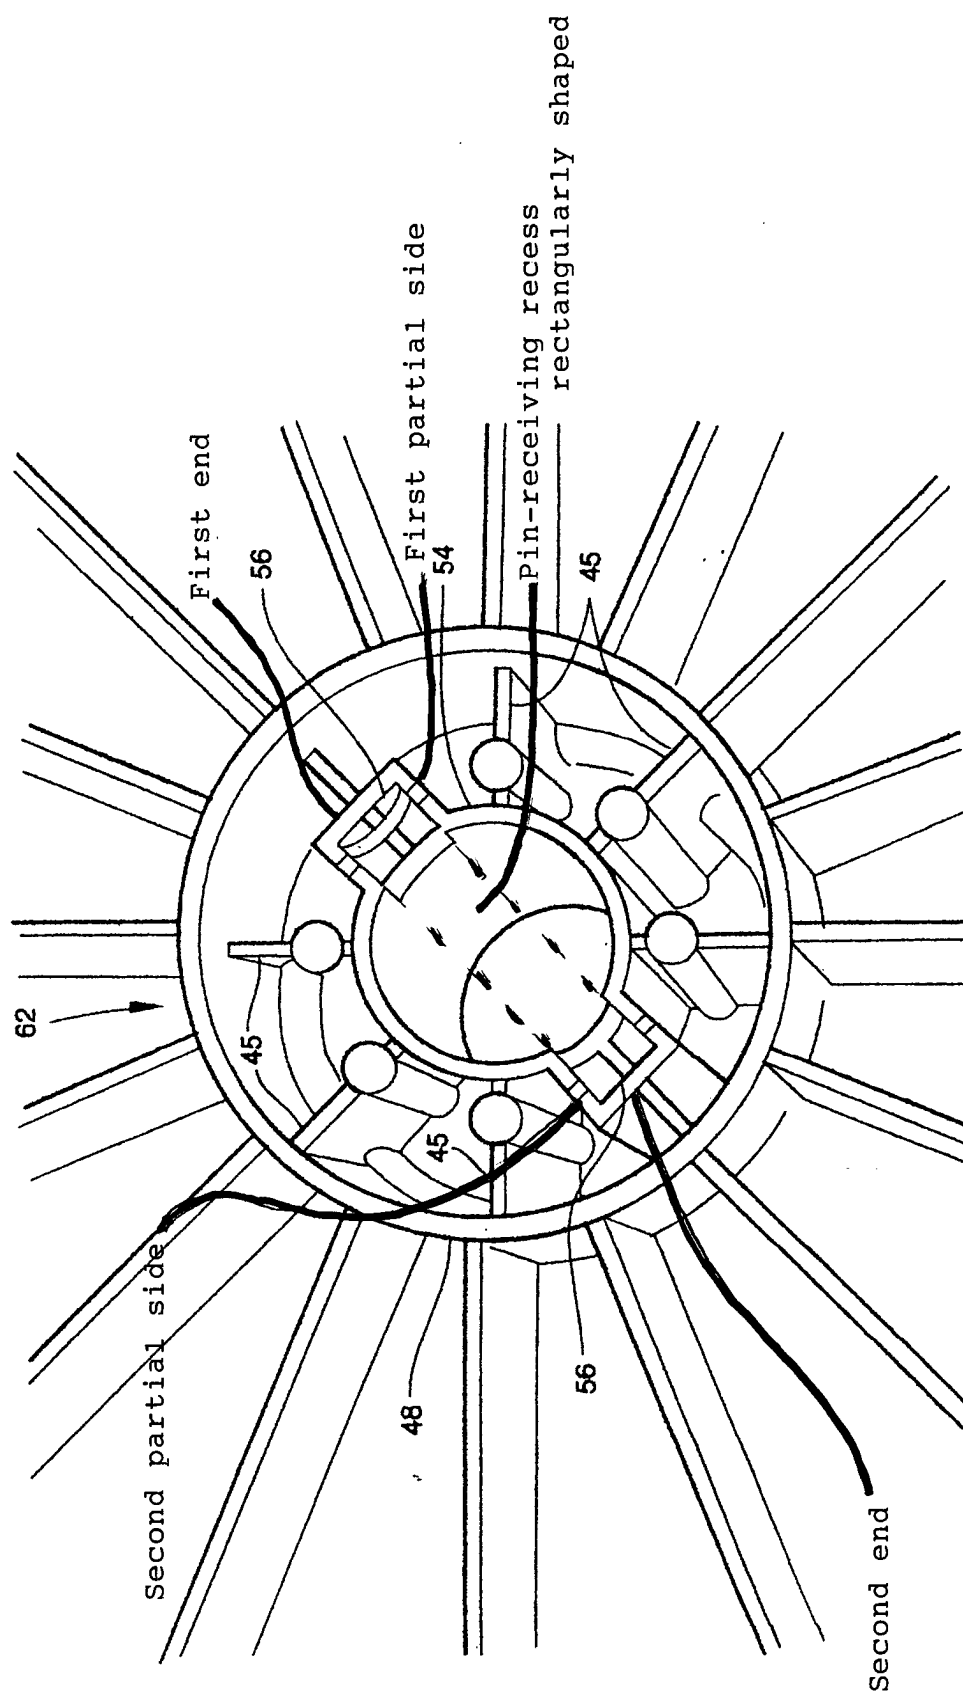 First end
56
First partial side
54
Pin-receiving recess
rectangularly shaped
45
62
45
45
Second partial side
48
56
Second end